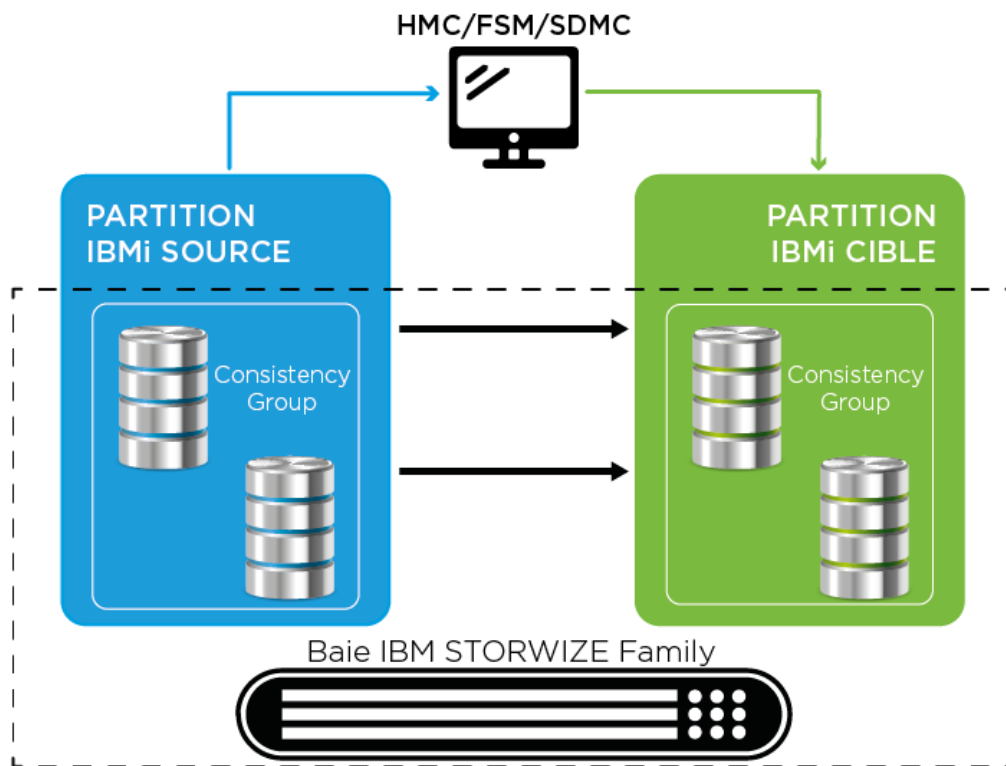 HMC/FSM/SDMC
PARTITION
IBMi SOURCE
PARTITION
IBMi CIBLE
Consistency
Group
Consistency
Group
Baie IBM STORWIZE Family